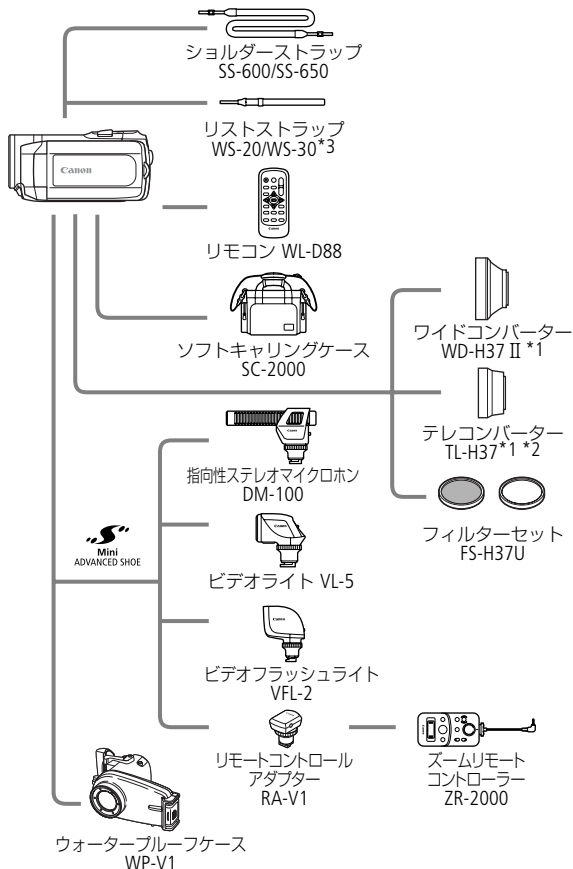 ショルダーストラップ
SS-600/SS-650
リストストラップ
WS-20/WS-30*3
Canon
リモコン WL-D88
ソフトキャリングケース
SC-2000
ワイドコンバーター
WD-H37 Ⅱ *1
テレコンバーター
TL-H37*1 *2
フィルターセット
FS-H37U
指向性ステレオマイクロホン
DM-100
S
Mini
ADVANCED SHOE
ビデオライト VL-5
Canon
ビデオフラッシュライト
VFL-2
リモートコントロール
アダプター
RA-V1
ズームリモート
コントローラー
ZR-2000
ウォータープルーフケース
WP-V1